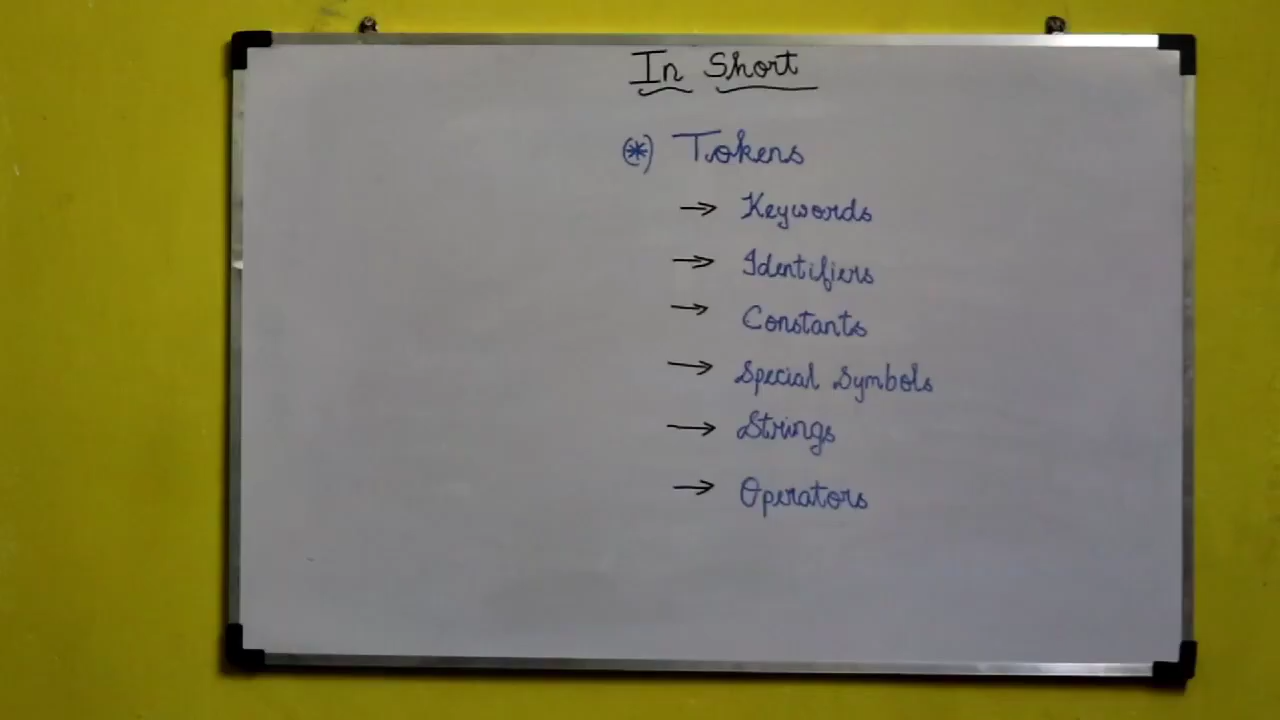 In Short
(*) Tokens
→ Keywords
→ Identifiers
→ Constants
→ Special Symbols
→ Strings
→ Operators